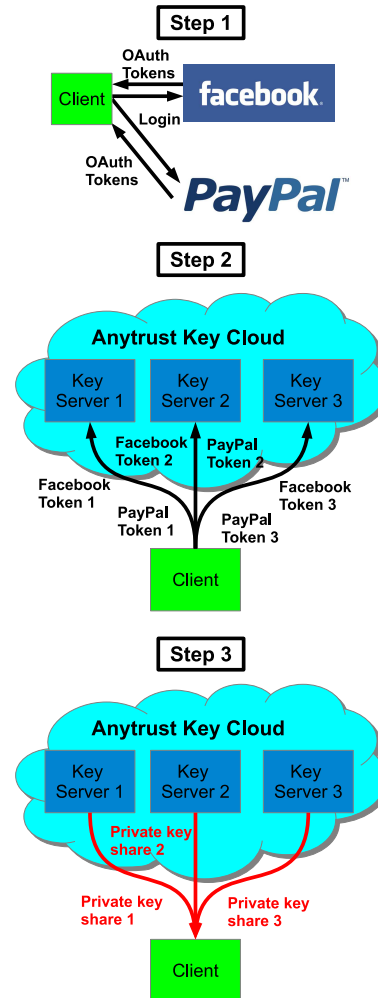 Step 1
OAuth
Tokens
Client
facebook®
Login
OAuth
Tokens
PayPal™
Step 2
Anytrust Key Cloud
Key
Server 1
Key
Server 2
Key
Server 3
Facebook
Token 2
PayPal
Token 2
Facebook
Token 1
PayPal
Token 1
PayPal
Token 3
Facebook
Token 3
Client
Step 3
Anytrust Key Cloud
Key
Server 1
Key
Server 2
Key
Server 3
Private key
share 2
Private key
share 1
Private key
share 3
Client